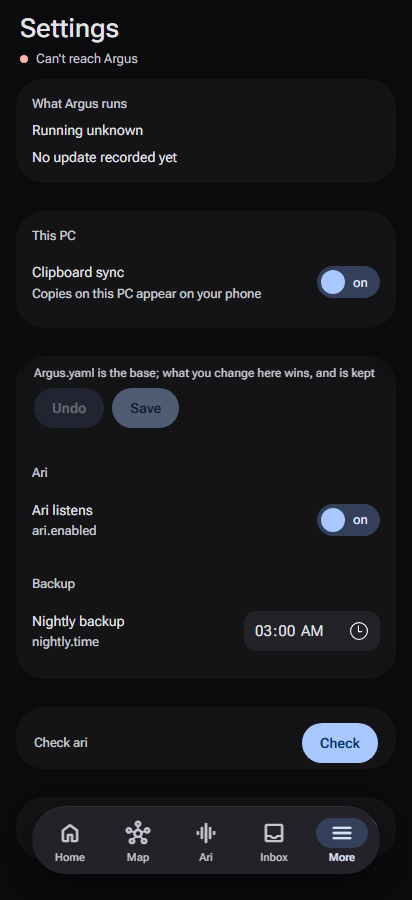 Settings
Can't reach Argus
What Argus runs
Running unknown
No update recorded yet
This PC
Clipboard sync
Copies on this PC appear on your phone
on
Argus.yaml is the base; what you change here wins, and is kept
Undo
Save
Ari
Ari listens
ari.enabled
on
Backup
Nightly backup
nightly.time
03:00 AM
Check ari
Check
Home
Map
Ari
Inbox
More